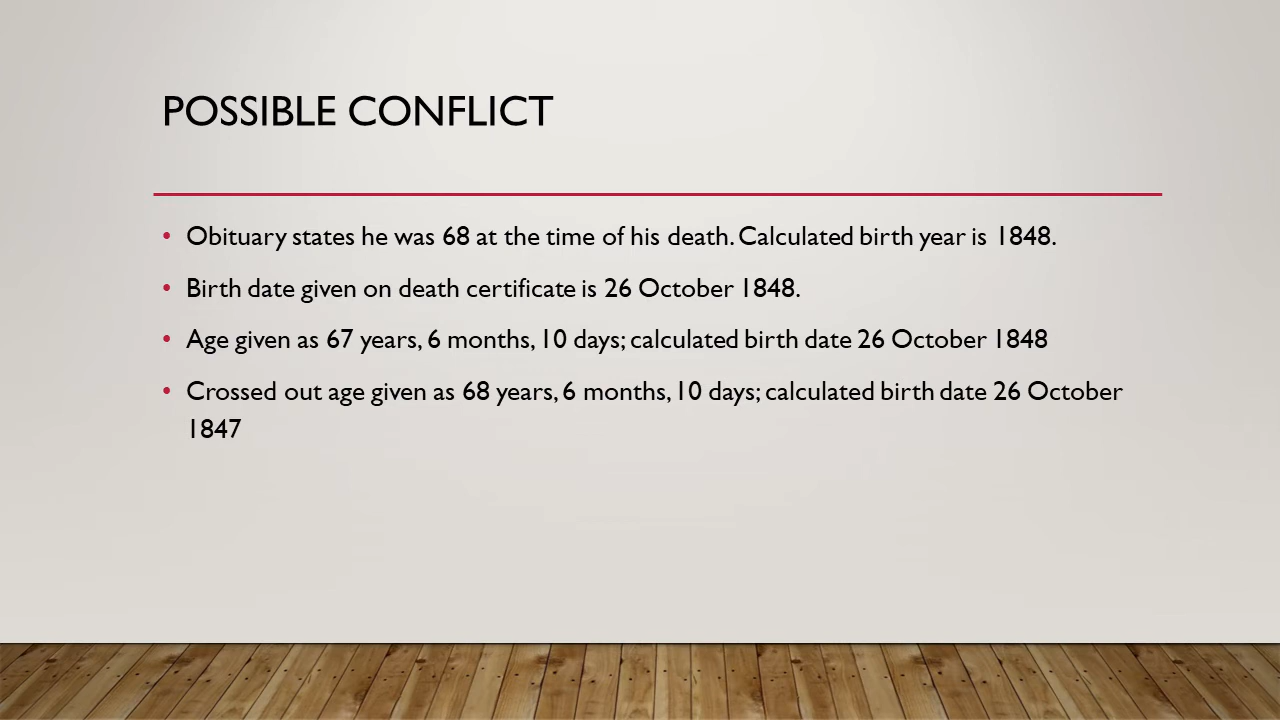 POSSIBLE CONFLICT
• Obituary states he was 68 at the time of his death. Calculated birth year is 1848.
• Birth date given on death certificate is 26 October 1848.
• Age given as 67 years, 6 months, 10 days; calculated birth date 26 October 1848
• Crossed out age given as 68 years, 6 months, 10 days; calculated birth date 26 October
1847